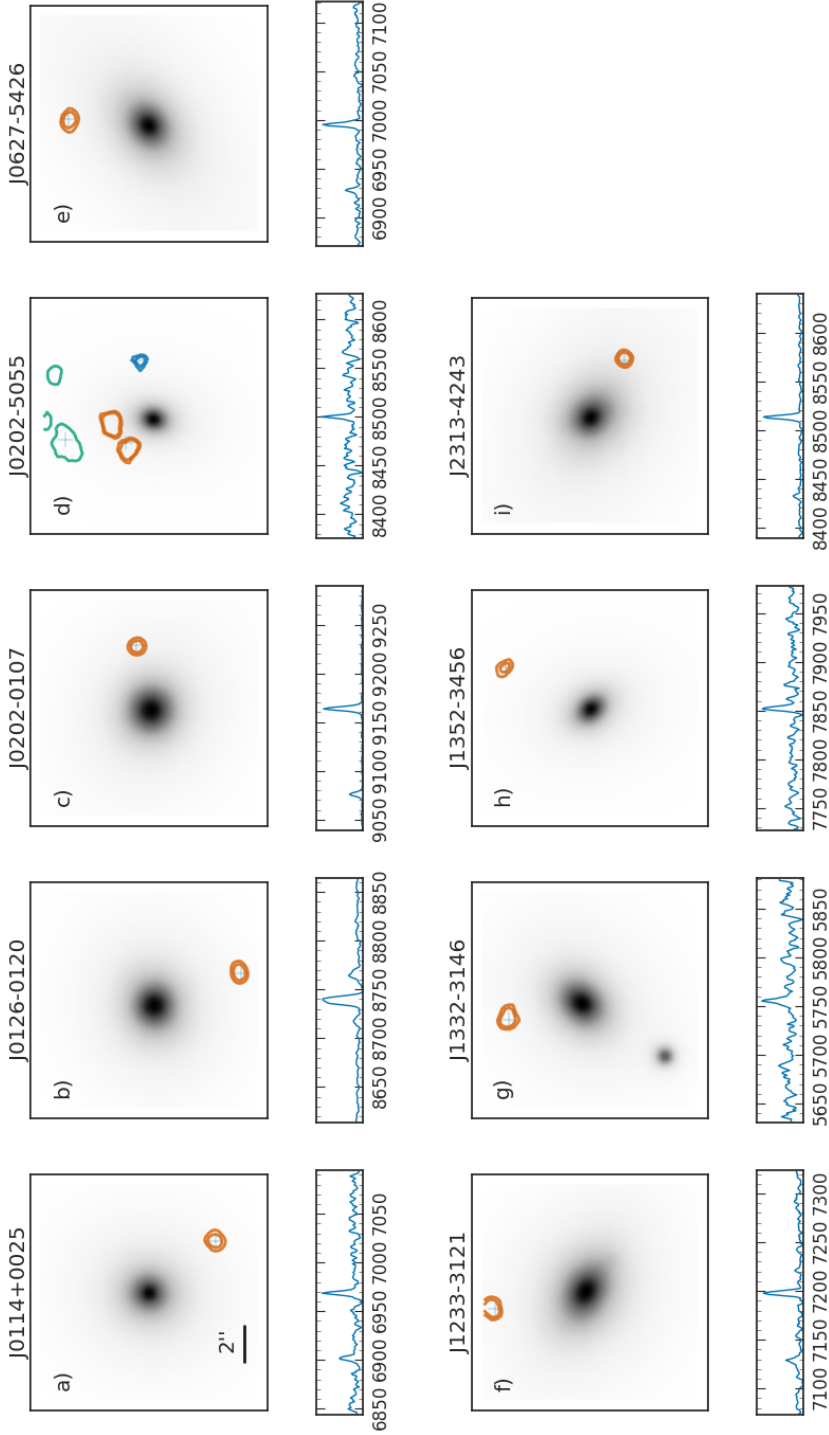 J0114+0025
a)
2''
6850 6900 6950 7000 7050
J0126-0120
b)
8650 8700 8750 8800 8850
J0202-0107
c)
9050 9100 9150 9200 9250
J0202-5055
d)
8400 8450 8500 8550 8600
J0627-5426
e)
6900 6950 7000 7050 7100
J1233-3121
f)
7100 7150 7200 7250 7300
J1332-3146
g)
5650 5700 5750 5800 5850
J1352-3456
h)
7750 7800 7850 7900 7950
J2313-4243
i)
8400 8450 8500 8550 8600